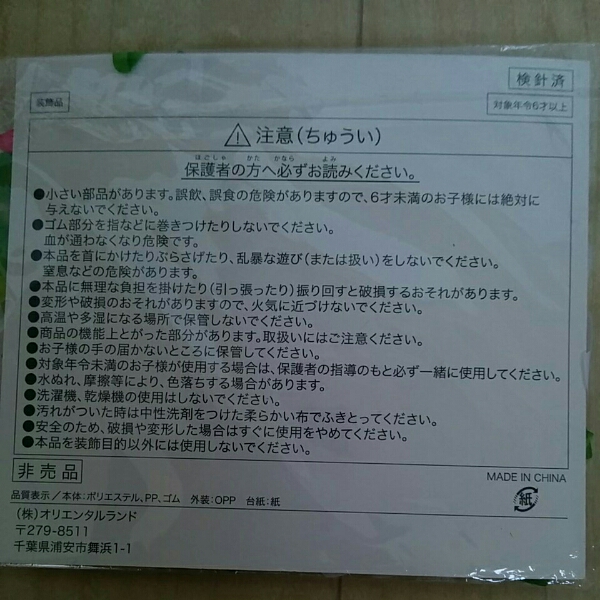 検針済
装飾品
対象年令6才以上
注意(ちゅうい)
ほごしゃ かた かなら よみ
保護者の方へ必ずお読みください。
●小さい部品があります。誤飲、誤食の危険がありますので、6才未満のお子様には絶対に
与えないでください。
●ゴム部分を指などに巻きつけたりしないでください。
血が通わなくなり危険です。
●本品を首にかけたりぶらさげたり、乱暴な遊び(または扱い)をしないでください。
窒息などの危険があります。
●本品に無理な負担を掛けたり(引っ張ったり)振り回すと破損するおそれがあります。
●変形や破損のおそれがありますので、火気に近づけないでください。
●高温や多湿になる場所で保管しないでください。
●商品の機能上とがった部分があります。取扱いにはご注意ください。
●お子様の手の届かないところに保管してください。
●対象年令未満のお子様が使用する場合は、保護者の指導のもと必ず一緒に使用してください。
●水ぬれ、摩擦等により、色落ちする場合があります。
●洗濯機、乾燥機の使用はしないでください。
●汚れがついた時は中性洗剤をつけた柔らかい布でふきとってください。
●安全のため、破損や変形した場合はすぐに使用をやめてください。
●本品を装飾目的以外には使用しないでください。
非売品
MADE IN CHINA
品質表示/本体:ポリエステル、PP、ゴム 外装:OPP 台紙:紙
紙
(株)オリエンタルランド
〒279-8511
千葉県浦安市舞浜1-1